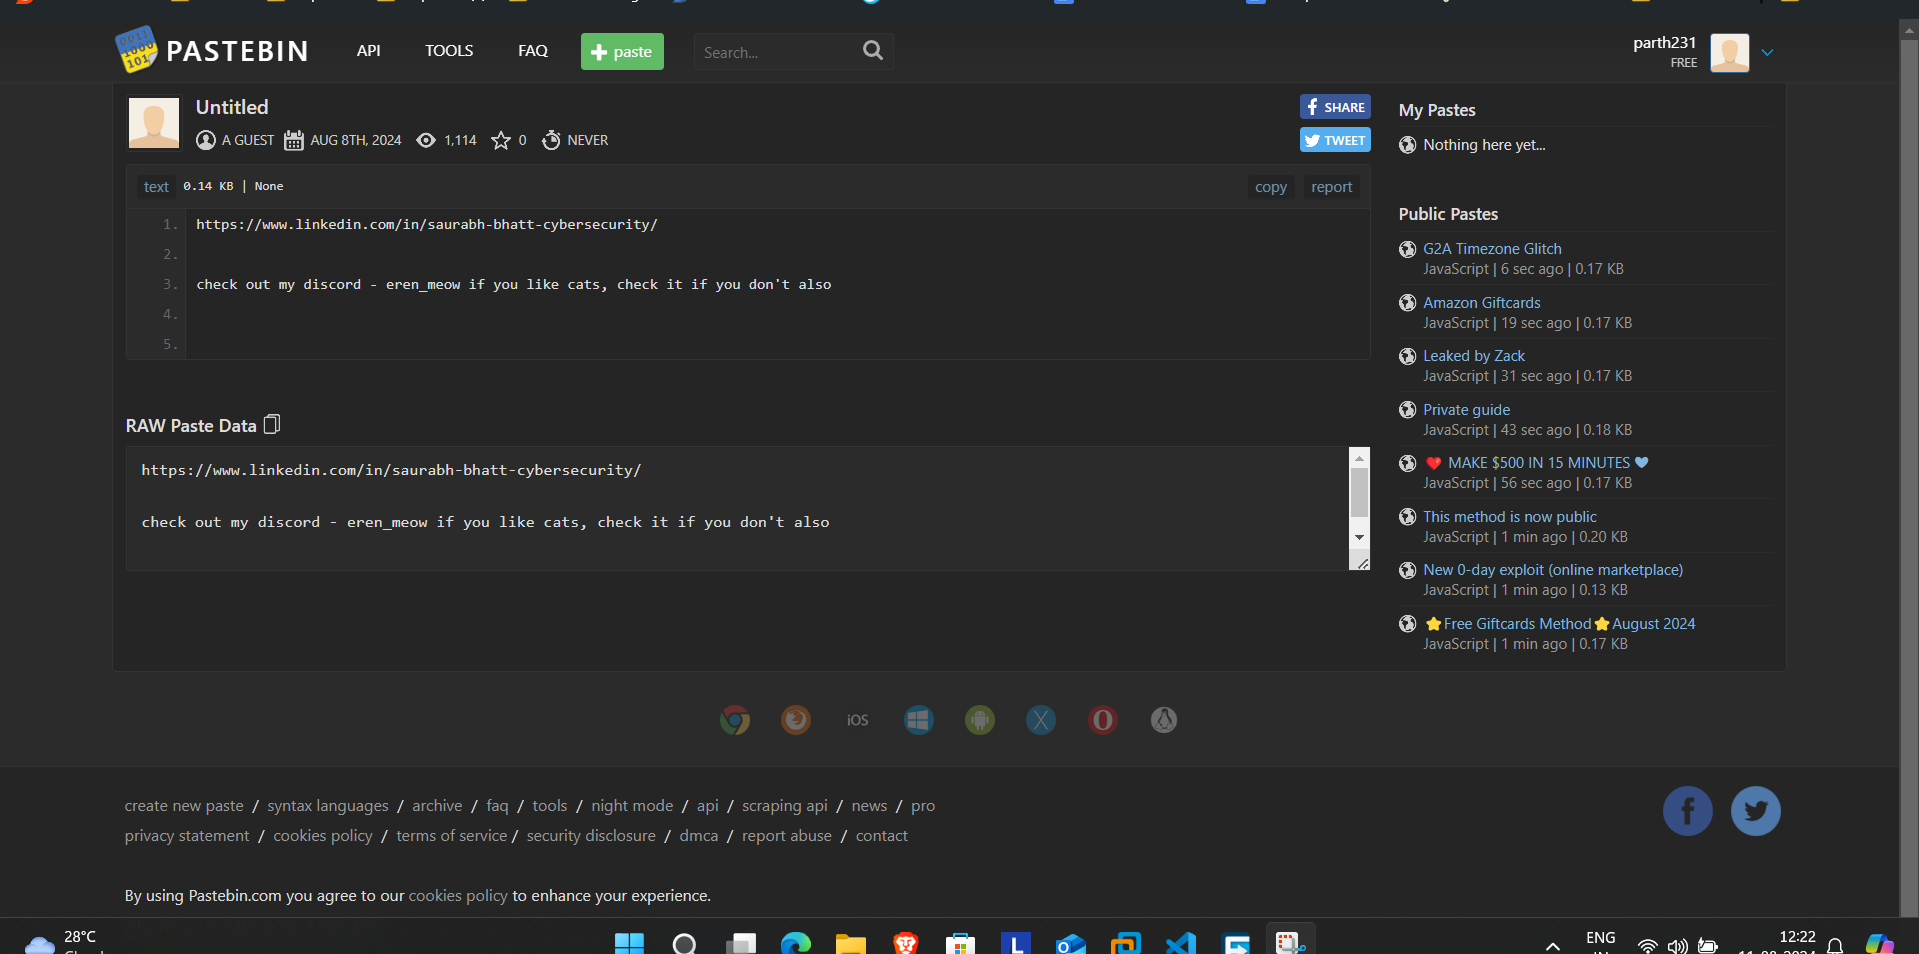 PASTEBIN API TOOLS FAQ + paste Search... parth231
FREE
Untitled
A GUEST AUG 8TH, 2024 1,114 0 NEVER
SHARE
TWEET
text 0.14 KB | None copy report
1. https://www.linkedin.com/in/saurabh-bhatt-cybersecurity/
2.
3. check out my discord - eren_meow if you like cats, check it if you don't also
4.
5.
RAW Paste Data
https://www.linkedin.com/in/saurabh-bhatt-cybersecurity/
check out my discord - eren_meow if you like cats, check it if you don't also
My Pastes
Nothing here yet...
Public Pastes
G2A Timezone Glitch
JavaScript | 6 sec ago | 0.17 KB
Amazon Giftcards
JavaScript | 19 sec ago | 0.17 KB
Leaked by Zack
JavaScript | 31 sec ago | 0.17 KB
Private guide
JavaScript | 43 sec ago | 0.18 KB
❤️ MAKE $500 IN 15 MINUTES 💙
JavaScript | 56 sec ago | 0.17 KB
This method is now public
JavaScript | 1 min ago | 0.20 KB
New 0-day exploit (online marketplace)
JavaScript | 1 min ago | 0.13 KB
⭐Free Giftcards Method⭐August 2024
JavaScript | 1 min ago | 0.17 KB
iOS
create new paste / syntax languages / archive / faq / tools / night mode / api / scraping api / news / pro
privacy statement / cookies policy / terms of service / security disclosure / dmca / report abuse / contact
By using Pastebin.com you agree to our cookies policy to enhance your experience.
28°C
ENG
12:22